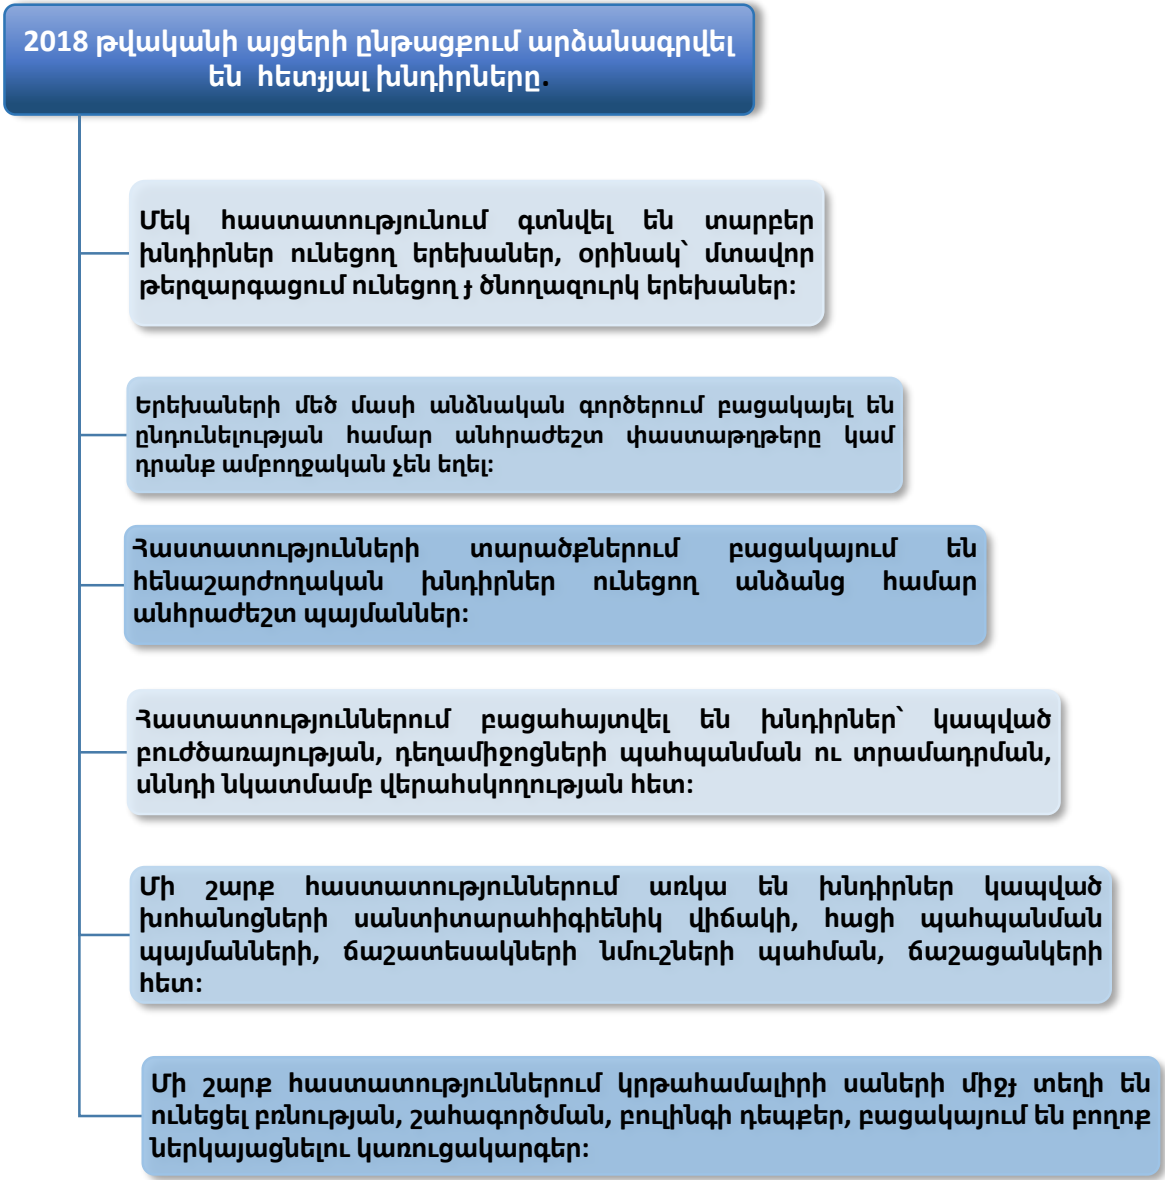 2018 թվականի այցերի ընթացքում արձանագրվել
են հետɟյալ խնդիրները.
Մեկ հաստատությունում գտնվել են տարբեր
խնդիրներ ունեցող երեխաներ, օրինակ՝ մտավոր
թերզարգացում ունեցող ɟ ծնողազուրկ երեխաներ:
Երեխաների մեծ մասի անձնական գործերում բացակայել են
ընդունելության համար անհրաժեշտ փաստաթղթերը կամ
դրանք ամբողջական չեն եղել:
Հաստատությունների տարածքներում բացակայում են
հենաշարժողական խնդիրներ ունեցող անձանց համար
անհրաժեշտ պայմաններ:
Հաստատություններում բացահայտվել են խնդիրներ՝ կապված
բուժծառայության, դեղամիջոցների պահպանման ու տրամադրման,
սննդի նկատմամբ վերահսկողության հետ:
Մի շարք հաստատություններում առկա են խնդիրներ կապված
խոհանոցների սանտիտարահիգիենիկ վիճակի, հացի պահպանման
պայմանների, ճաշատեսակների նմուշների պահման, ճաշացանկերի
հետ:
Մի շարք հաստատություններում կրթահամալիրի սաների միջɟ տեղի են
ունեցել բռնության, շահագործման, բուլինգի դեպքեր, բացակայում են բողոք
ներկայացնելու կառուցակարգեր: